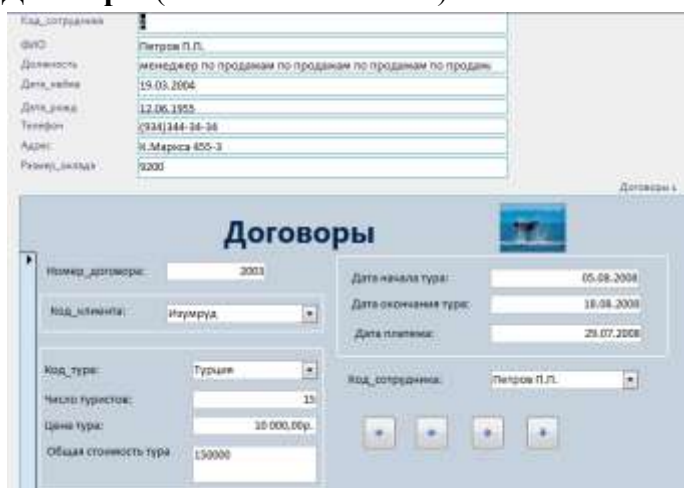 Код_сотрудника
ФИО Петров П.П.
Должность менеджер по продажам по продажам по продажам по продаж
Дата_найма 19.03.2004
Дата_рожд 12.06.1955
Телефон (934)344-34-34
Адрес К.Маркса 455-3
Размер_оклада 9200
Договоры
Договоры
Номер_договора: 2003
Код_клиента: Изумруд
Дата начала тура: 05.08.2008
Дата окончания тура: 18.08.2008
Дата платежа: 29.07.2008
Код_тура: Турция
Код_сотрудника: Петров П.П.
Число туристов: 15
Цена тура: 10 000,00р.
Общая стоимость тура 150000